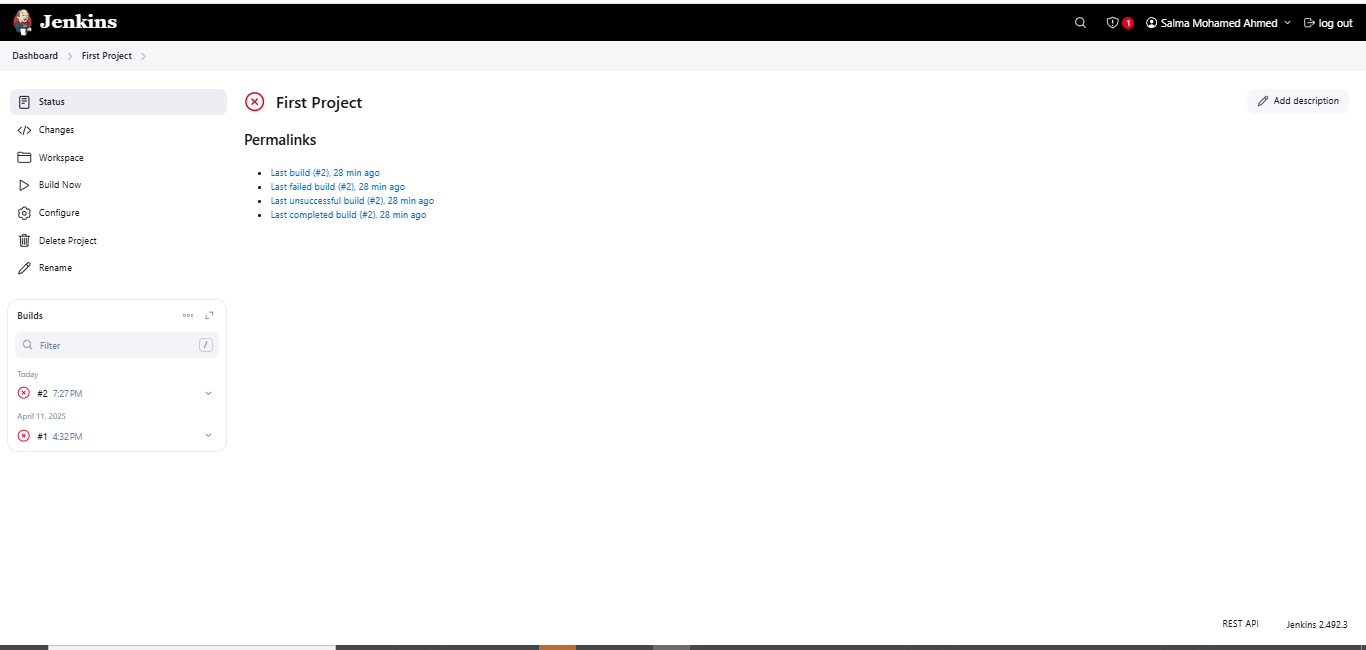 Jenkins
1
Salma Mohamed Ahmed
log out
Dashboard
First Project
Status
Changes
Workspace
Build Now
Configure
Delete Project
Rename
Builds
Filter
/
Today
#2 7:27 PM
April 11, 2025
#1 4:32 PM
First Project
Add description
Permalinks
Last build (#2), 28 min ago
Last failed build (#2), 28 min ago
Last unsuccessful build (#2), 28 min ago
Last completed build (#2), 28 min ago
REST API
Jenkins 2.492.3